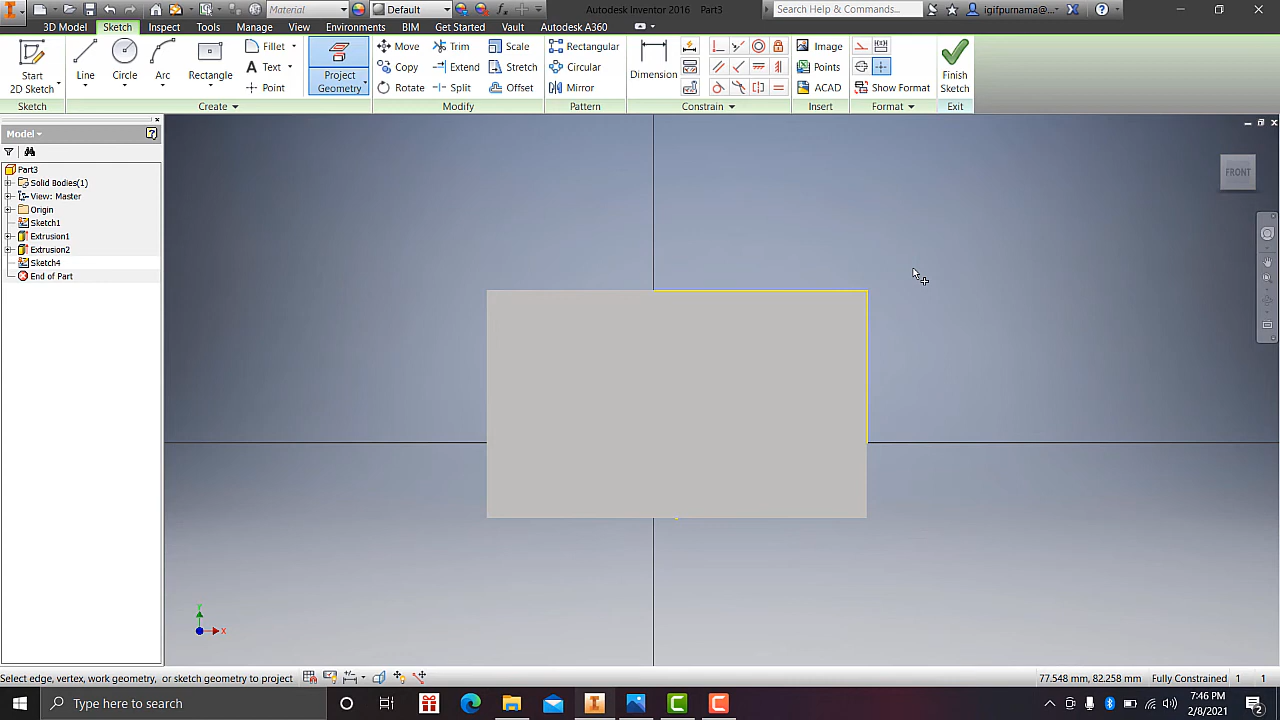 Material
Default
Autodesk Inventor 2016 Part3
Search Help & Commands...
igifpurnama@...
3D Model Sketch Inspect Tools Manage View Environments BIM Get Started Vault Autodesk A360
Start 2D Sketch
Line
Circle
Arc
Rectangle
Fillet
Text
Point
Project Geometry
Move
Copy
Rotate
Trim
Extend
Split
Scale
Stretch
Offset
Rectangular
Circular
Mirror
Dimension
Image
Points
ACAD
Show Format
Finish Sketch
Sketch Create Modify Pattern Constrain Insert Format Exit
Model
Part3
Solid Bodies(1)
View: Master
Origin
Sketch1
Extrusion1
Extrusion2
Sketch4
End of Part
FRONT
Y
X
Select edge, vertex, work geometry, or sketch geometry to project
77.548 mm, 82.258 mm Fully Constrained 1 1
Type here to search
7:46 PM
2/8/2021
2